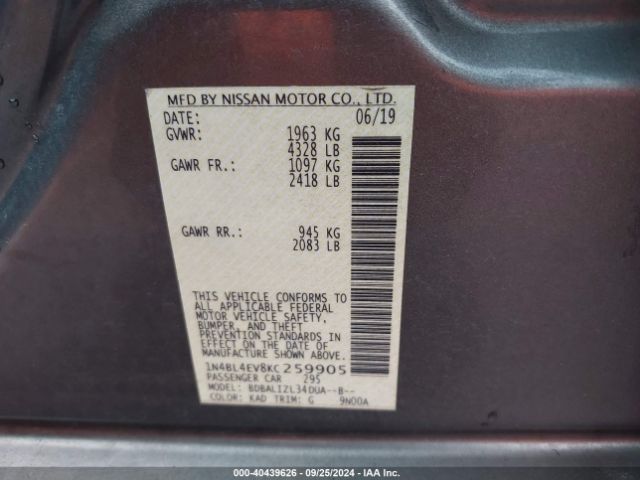 MFD BY NISSAN MOTOR CO., LTD.
DATE: 06/19
GVWR: 1963 KG
4328 LB
GAWR FR.: 1097 KG
2418 LB
GAWR RR.: 945 KG
2083 LB
THIS VEHICLE CONFORMS TO
ALL APPLICABLE FEDERAL
MOTOR VEHICLE SAFETY,
BUMPER, AND THEFT
PREVENTION STANDARDS IN
EFFECT ON THE DATE OF
MANUFACTURE SHOWN ABOVE.
1N4BL4EV8KC259905
PASSENGER CAR 295
MODEL: BDBALIZL34DUA--B--
COLOR: KAD TRIM: G 9N00A
000-40439626 / 09/25/2024 / IAA Inc.